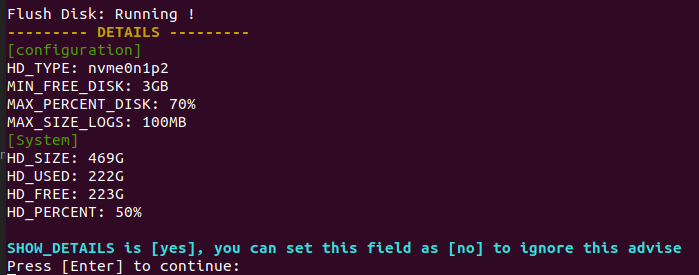 Flush Disk: Running !
--------- DETAILS ---------
[configuration]
HD_TYPE: nvme0n1p2
MIN_FREE_DISK: 3GB
MAX_PERCENT_DISK: 70%
MAX_SIZE_LOGS: 100MB
[System]
HD_SIZE: 469G
HD_USED: 222G
HD_FREE: 223G
HD_PERCENT: 50%
SHOW_DETAILS is [yes], you can set this field as [no] to ignore this advise
Press [Enter] to continue: